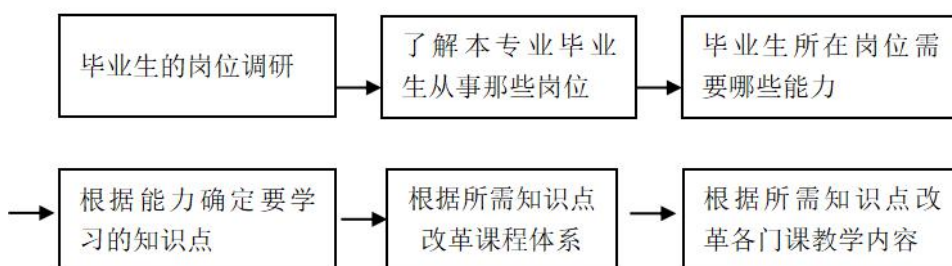 毕业生的岗位调研
了解本专业毕业
生从事那些岗位
毕业生所在岗位需
要哪些能力
根据能力确定要学
习的知识点
根据所需知识点
改革课程体系
根据所需知识点改
革各门课教学内容